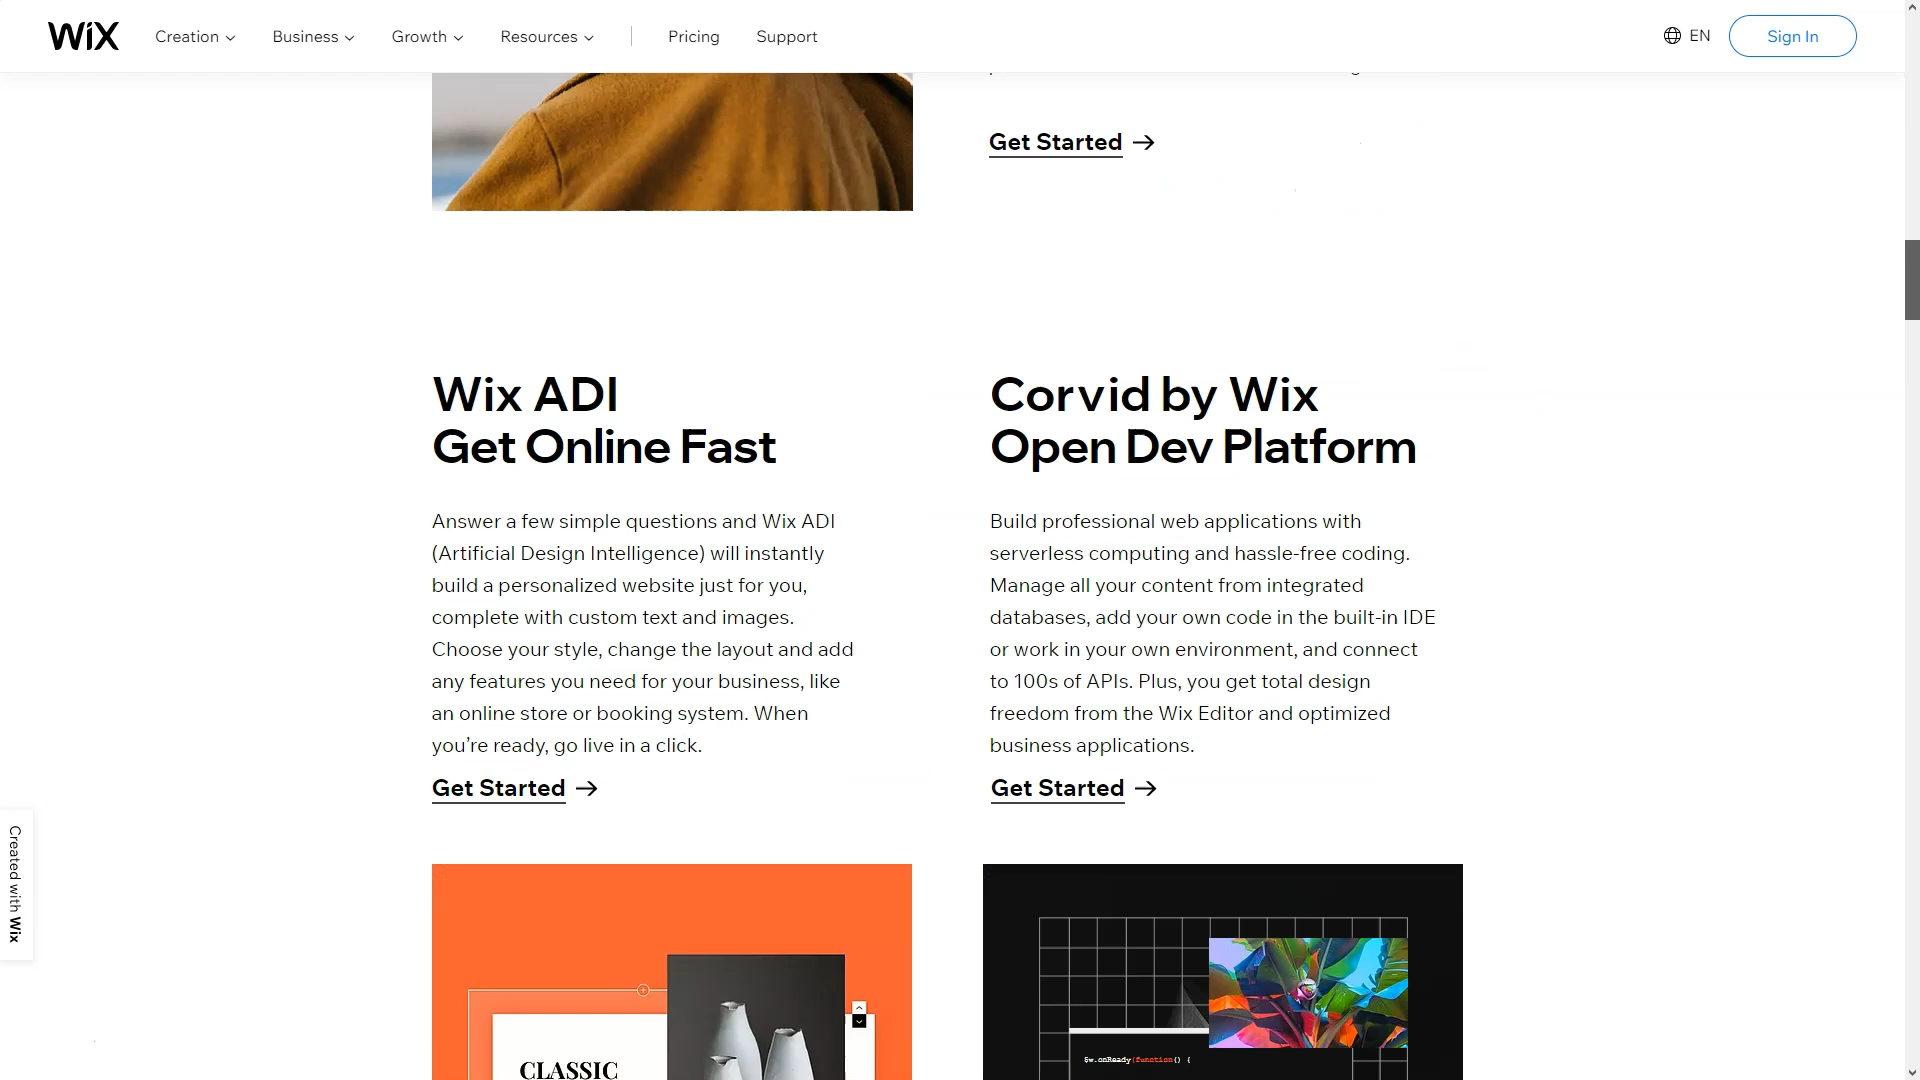 WiX
Creation
Business
Growth
Resources
Pricing
Support
EN
Sign In
Get Started →
Wix ADI
Get Online Fast
Answer a few simple questions and Wix ADI
(Artificial Design Intelligence) will instantly
build a personalized website just for you,
complete with custom text and images.
Choose your style, change the layout and add
any features you need for your business, like
an online store or booking system. When
you’re ready, go live in a click.
Get Started →
Corvid by Wix
Open Dev Platform
Build professional web applications with
serverless computing and hassle-free coding.
Manage all your content from integrated
databases, add your own code in the built-in IDE
or work in your own environment, and connect
to 100s of APIs. Plus, you get total design
freedom from the Wix Editor and optimized
business applications.
Get Started →
Created with Wix
CLASSIC
$w.onReady(function() {